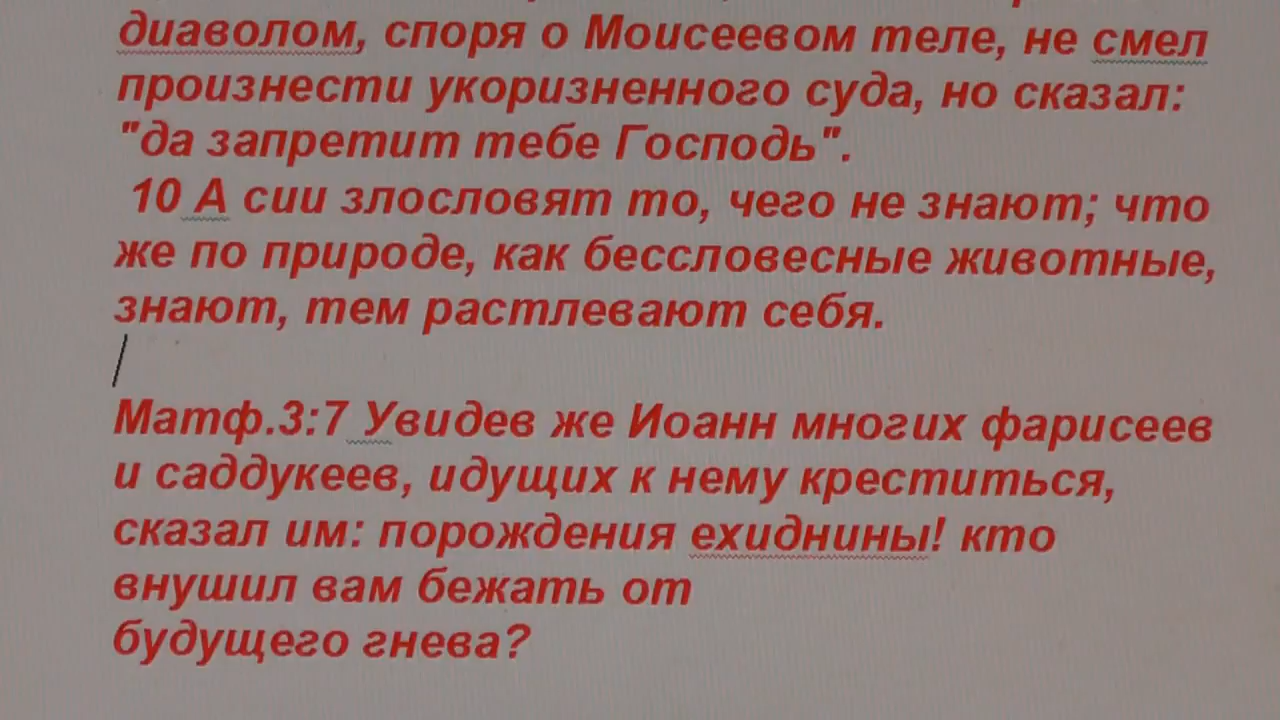 диаволом, споря о Моисеевом теле, не смел
произнести укоризненного суда, но сказал:
"да запретит тебе Господь".
10 А сии злословят то, чего не знают; что
же по природе, как бессловесные животные,
знают, тем растлевают себя.
Матф.3:7 Увидев же Иоанн многих фарисеев
и саддукеев, идущих к нему креститься,
сказал им: порождения ехиднины! кто
внушил вам бежать от
будущего гнева?